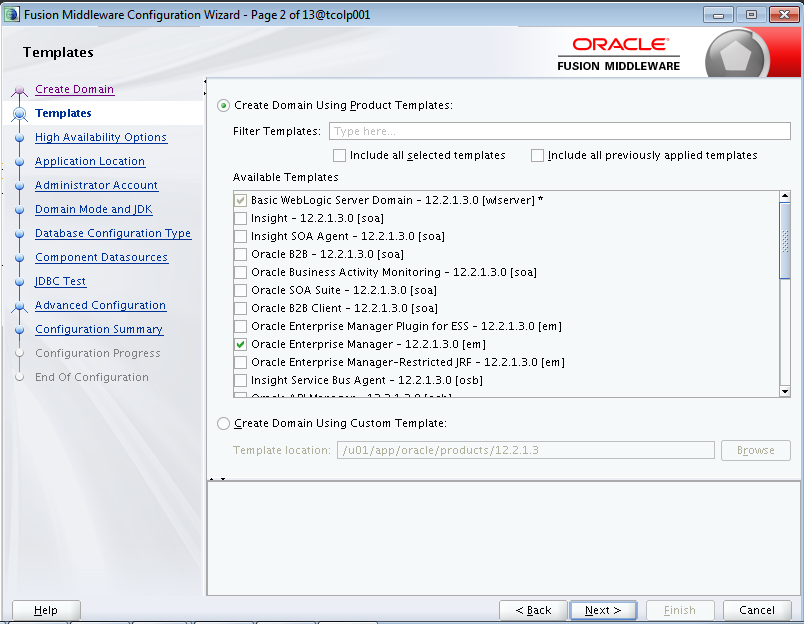 Fusion Middleware Configuration Wizard - Page 2 of 13@tcolp001
Templates
ORACLE
FUSION MIDDLEWARE
Create Domain
Templates
High Availability Options
Application Location
Administrator Account
Domain Mode and JDK
Database Configuration Type
Component Datasources
JDBC Test
Advanced Configuration
Configuration Summary
Configuration Progress
End Of Configuration
Create Domain Using Product Templates:
Filter Templates: Type here...
Include all selected templates Include all previously applied templates
Available Templates
Basic WebLogic Server Domain - 12.2.1.3.0 [wlserver] *
Insight - 12.2.1.3.0 [soa]
Insight SOA Agent - 12.2.1.3.0 [soa]
Oracle B2B - 12.2.1.3.0 [soa]
Oracle Business Activity Monitoring - 12.2.1.3.0 [soa]
Oracle SOA Suite - 12.2.1.3.0 [soa]
Oracle B2B Client - 12.2.1.3.0 [soa]
Oracle Enterprise Manager Plugin for ESS - 12.2.1.3.0 [em]
Oracle Enterprise Manager - 12.2.1.3.0 [em]
Oracle Enterprise Manager-Restricted JRF - 12.2.1.3.0 [em]
Insight Service Bus Agent - 12.2.1.3.0 [osb]
Oracle API Manager - 12.2.1.3.0 [osb]
Create Domain Using Custom Template:
Template location: /u01/app/oracle/products/12.2.1.3 Browse
Help < Back Next > Finish Cancel